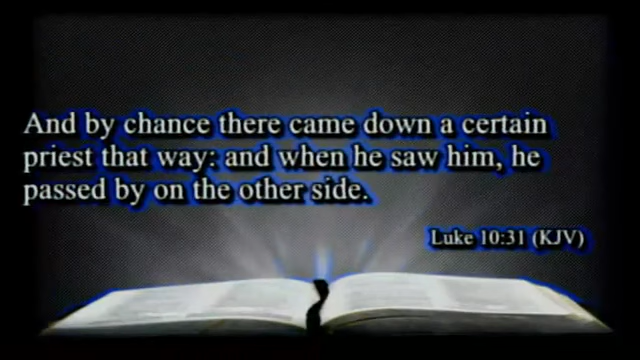 And by chance there came down a certain
priest that way: and when he saw him, he
passed by on the other side.
Luke 10:31 (KJV)